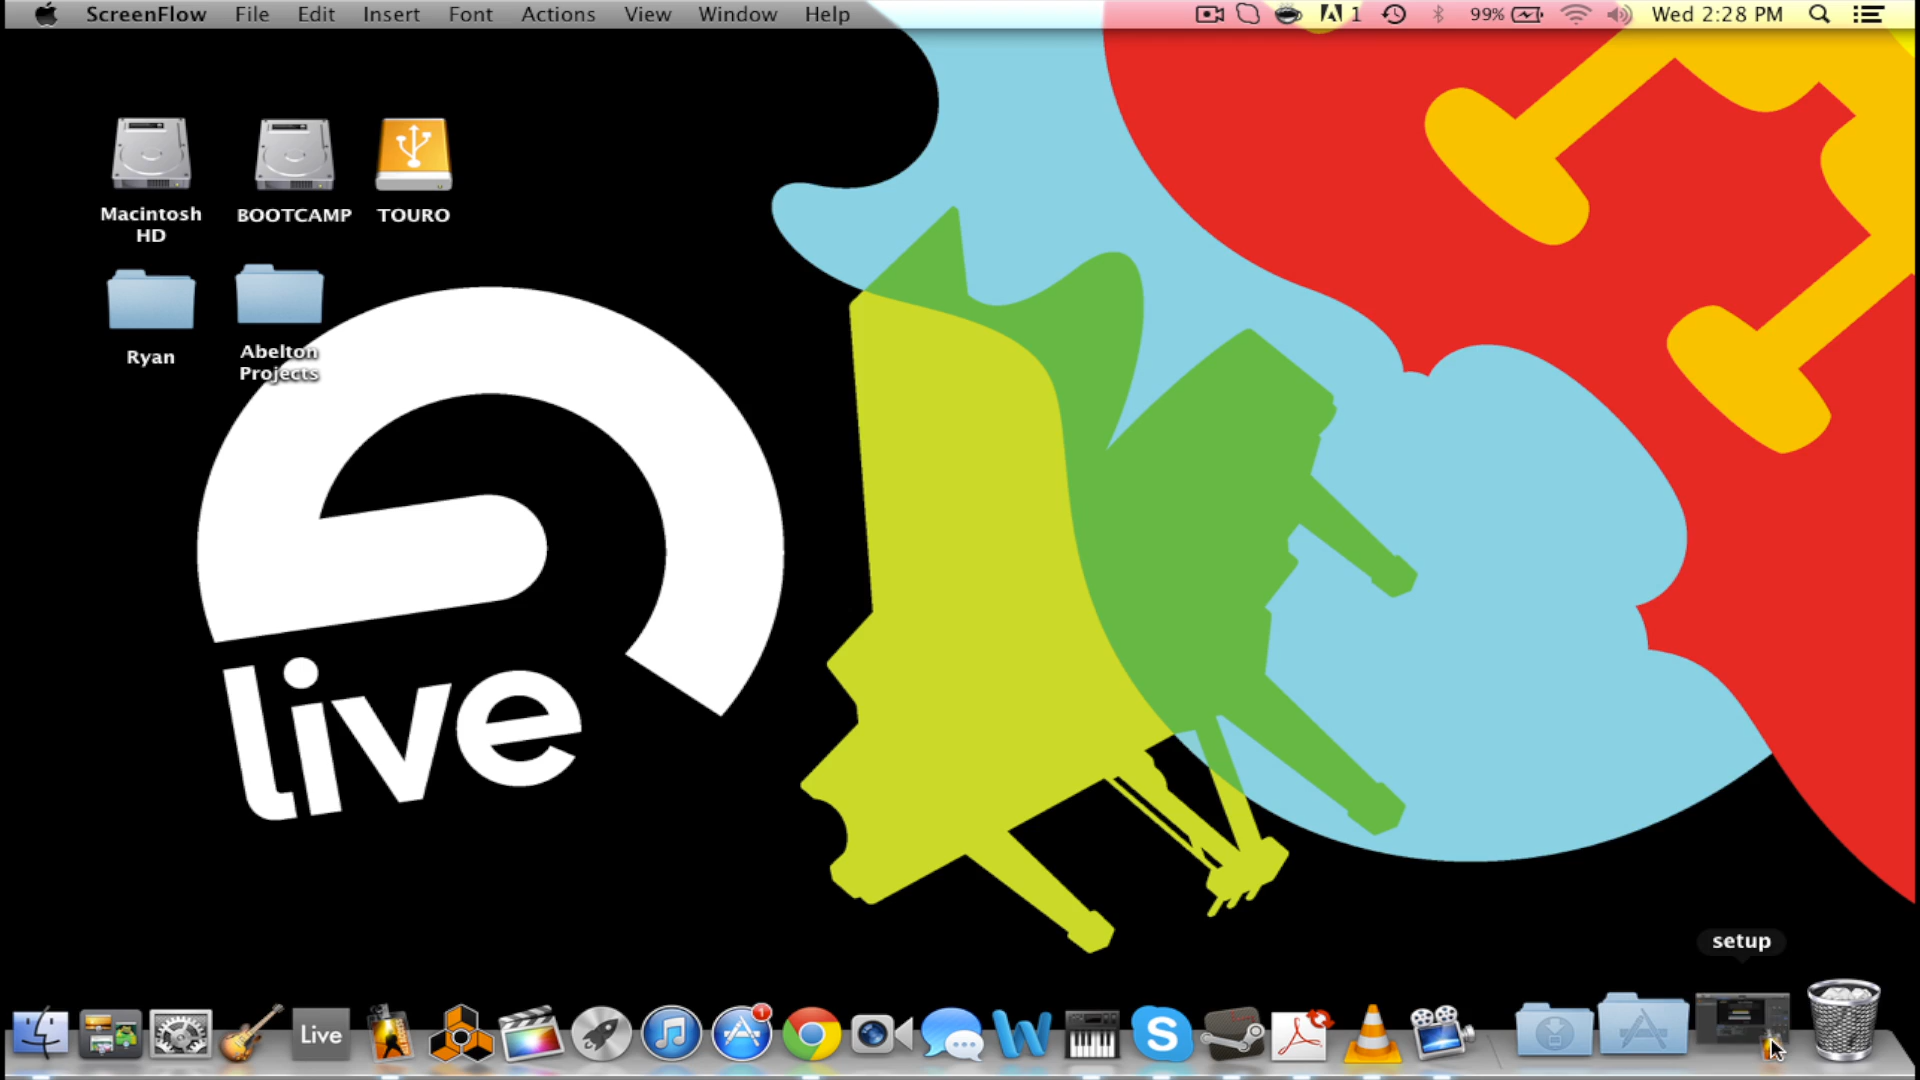 ScreenFlow File Edit Insert Font Actions View Window Help 1 99% Wed 2:28 PM
Macintosh HD
BOOTCAMP
TOURO
Ryan
Abelton Projects
live
setup
Live
1
W
S